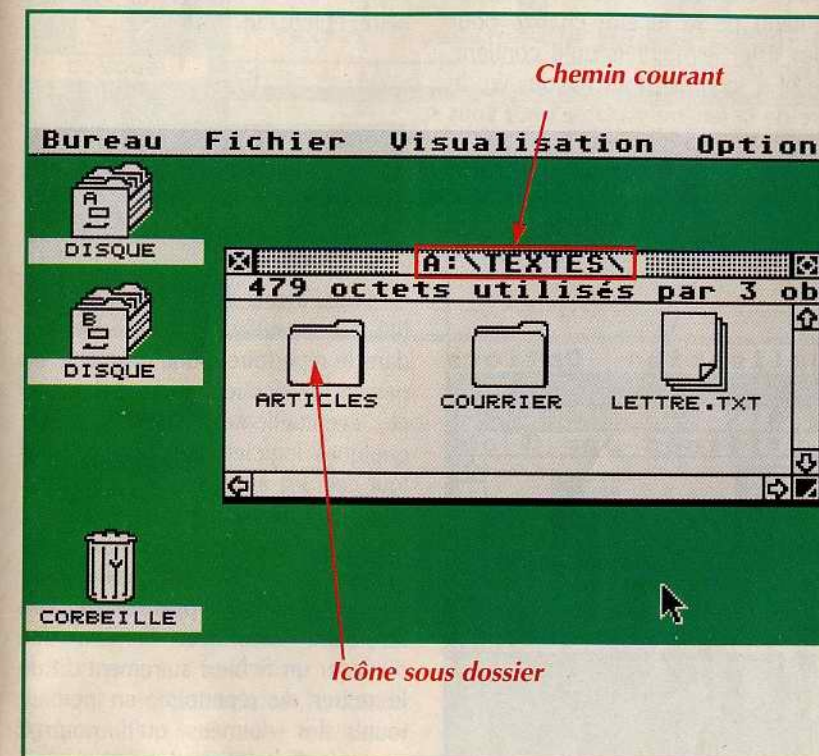 Chemin courant
Bureau Fichier Visualisation Option
A
DISQUE
A:\TEXTES\
479 octets utilisés par 3 ob
B
DISQUE
ARTICLES COURRIER LETTRE.TXT
CORBEILLE
Icône sous dossier